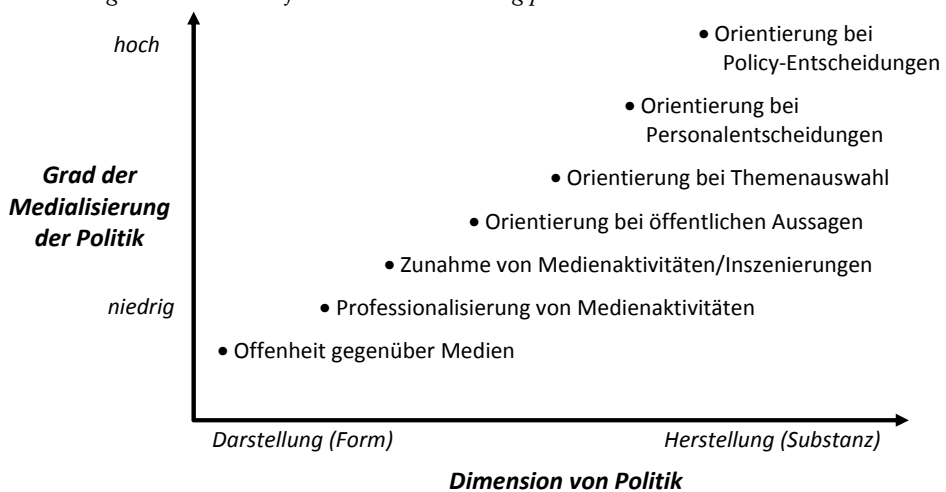 hoch
• Orientierung bei
Policy-Entscheidungen
• Orientierung bei
Personalentscheidungen
Grad der
Medialisierung
der Politik
• Orientierung bei Themenauswahl
• Orientierung bei öffentlichen Aussagen
• Zunahme von Medienaktivitäten/Inszenierungen
niedrig
• Professionalisierung von Medienaktivitäten
• Offenheit gegenüber Medien
Darstellung (Form)
Herstellung (Substanz)
Dimension von Politik